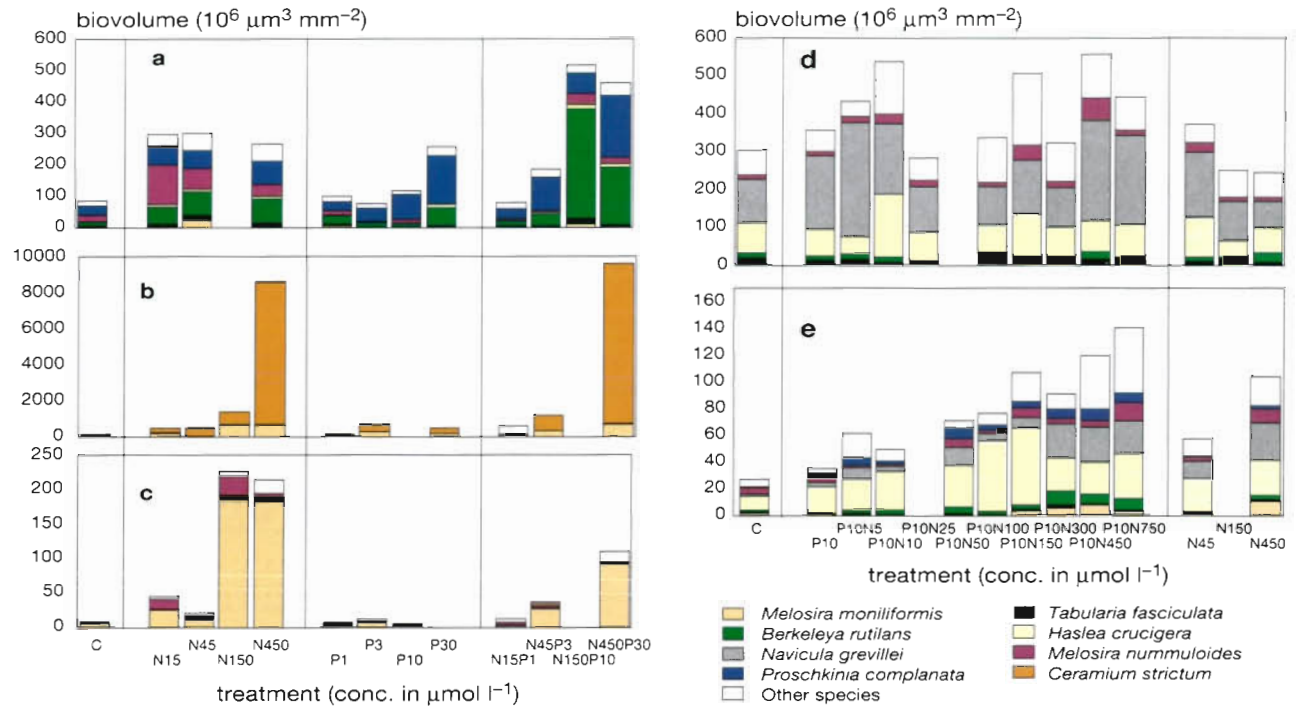 biovolume (10⁶ μm³ mm⁻²)
600
500
400
300
200
100
0
a
10000
8000
6000
4000
2000
0
b
250
200
150
100
50
0
c
C N45 N450 P3 P30 N45P3 N450P30
N15 N150 P1 P10 N15P1 N150P10
treatment (conc. in μmol l⁻¹)
biovolume (10⁶ μm³ mm⁻²)
600
500
400
300
200
100
0
d
160
140
120
100
80
60
40
20
0
e
C P10N5 P10N25 P10N100 P10N300 P10N750 N150
P10 P10N10 P10N50 P10N150 P10N450 N45 N450
treatment (conc. in μmol l⁻¹)
Melosira moniliformis
Berkeleya rutilans
Navicula grevillei
Proschkinia complanata
Other species
Tabularia fasciculata
Haslea crucigera
Melosira nummuloides
Ceramium strictum